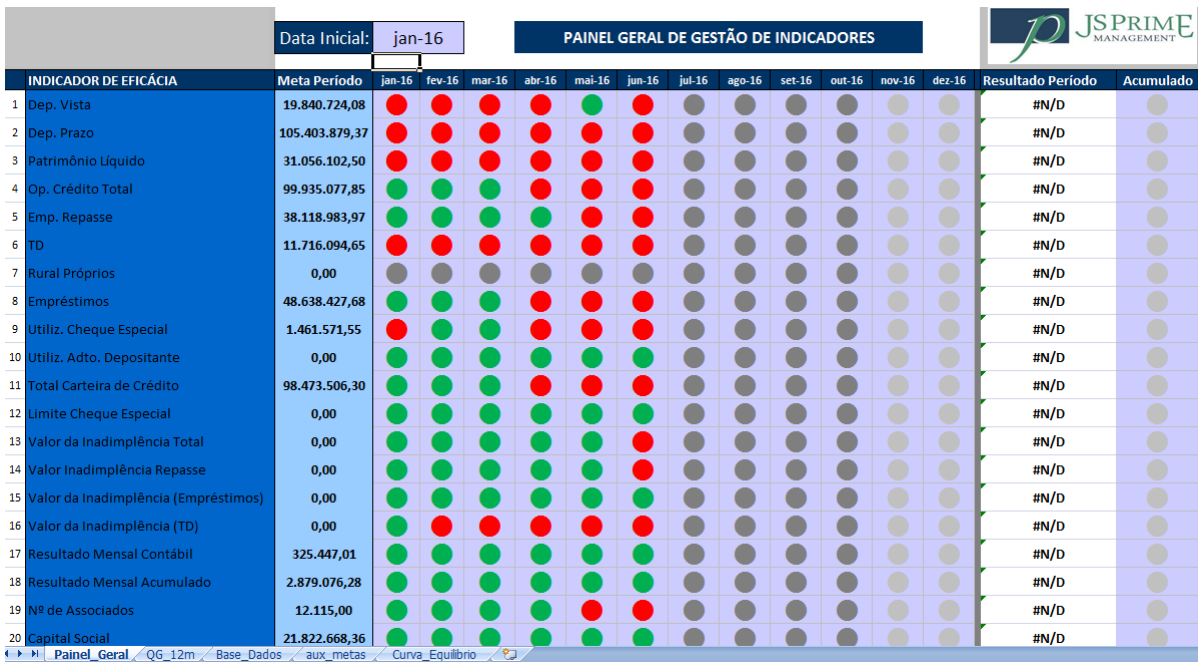 Data Inicial: jan-16 PAINEL GERAL DE GESTÃO DE INDICADORES JSPRIME
MANAGEMENT
INDICADOR DE EFICÁCIA Meta Período jan-16 fev-16 mar-16 abr-16 mai-16 jun-16 jul-16 ago-16 set-16 out-16 nov-16 dez-16 Resultado Período Acumulado
1 Dep. Vista 19.840.724,08 #N/D
2 Dep. Prazo 105.403.879,37 #N/D
3 Patrimônio Líquido 31.056.102,50 #N/D
4 Op. Crédito Total 99.935.077,85 #N/D
5 Emp. Repasse 38.118.983,97 #N/D
6 TD 11.716.094,65 #N/D
7 Rural Próprios 0,00 #N/D
8 Empréstimos 48.638.427,68 #N/D
9 Utiliz. Cheque Especial 1.461.571,55 #N/D
10 Utiliz. Adto. Depositante 0,00 #N/D
11 Total Carteira de Crédito 98.473.506,30 #N/D
12 Limite Cheque Especial 0,00 #N/D
13 Valor da Inadimplência Total 0,00 #N/D
14 Valor Inadimplência Repasse 0,00 #N/D
15 Valor da Inadimplência (Empréstimos) 0,00 #N/D
16 Valor da Inadimplência (TD) 0,00 #N/D
17 Resultado Mensal Contábil 325.447,01 #N/D
18 Resultado Mensal Acumulado 2.879.076,28 #N/D
19 Nº de Associados 12.115,00 #N/D
20 Capital Social 21.822.668,36 #N/D
Painel_Geral QG_12m Base_Dados aux_metas Curva_Equilibrio